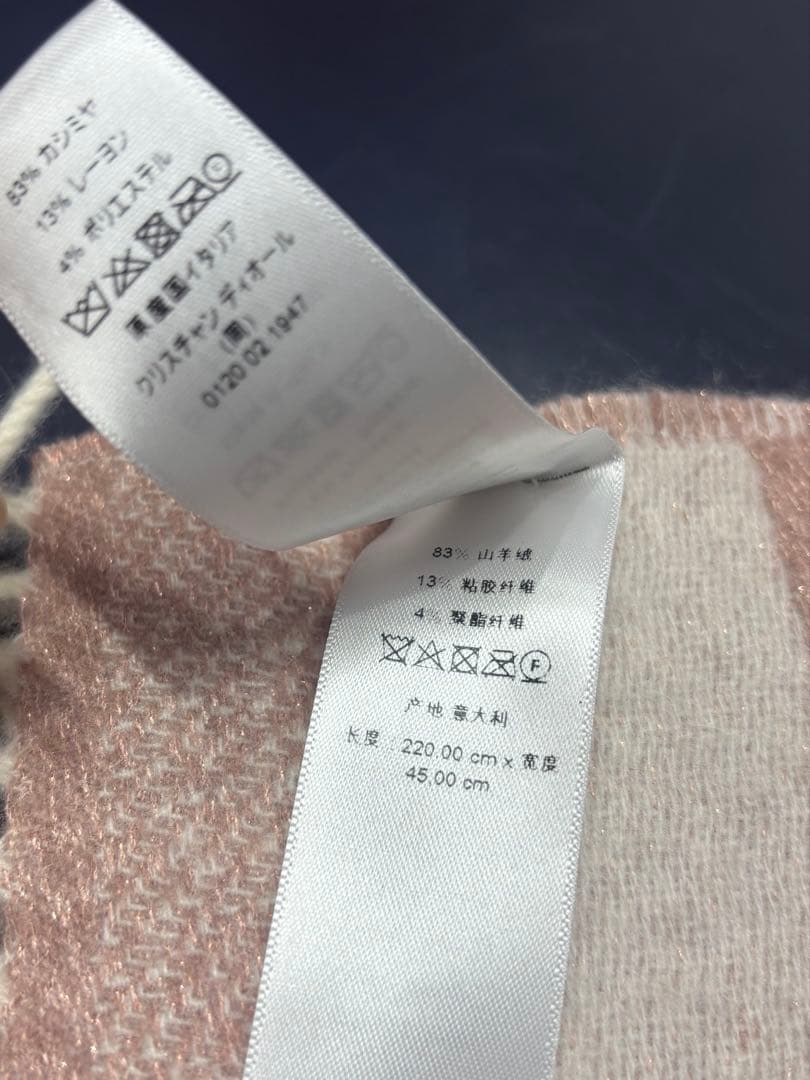 83% カシミヤ
13% レーヨン
4% ポリエステル
F
原産国イタリア
クリスチャン ディオール
(有)
0120 02 1947
83% 山羊绒
13% 粘胶纤维
4% 聚酯纤维
F
产地 意大利
长度 : 220.00 cm x 宽度
45.00 cm